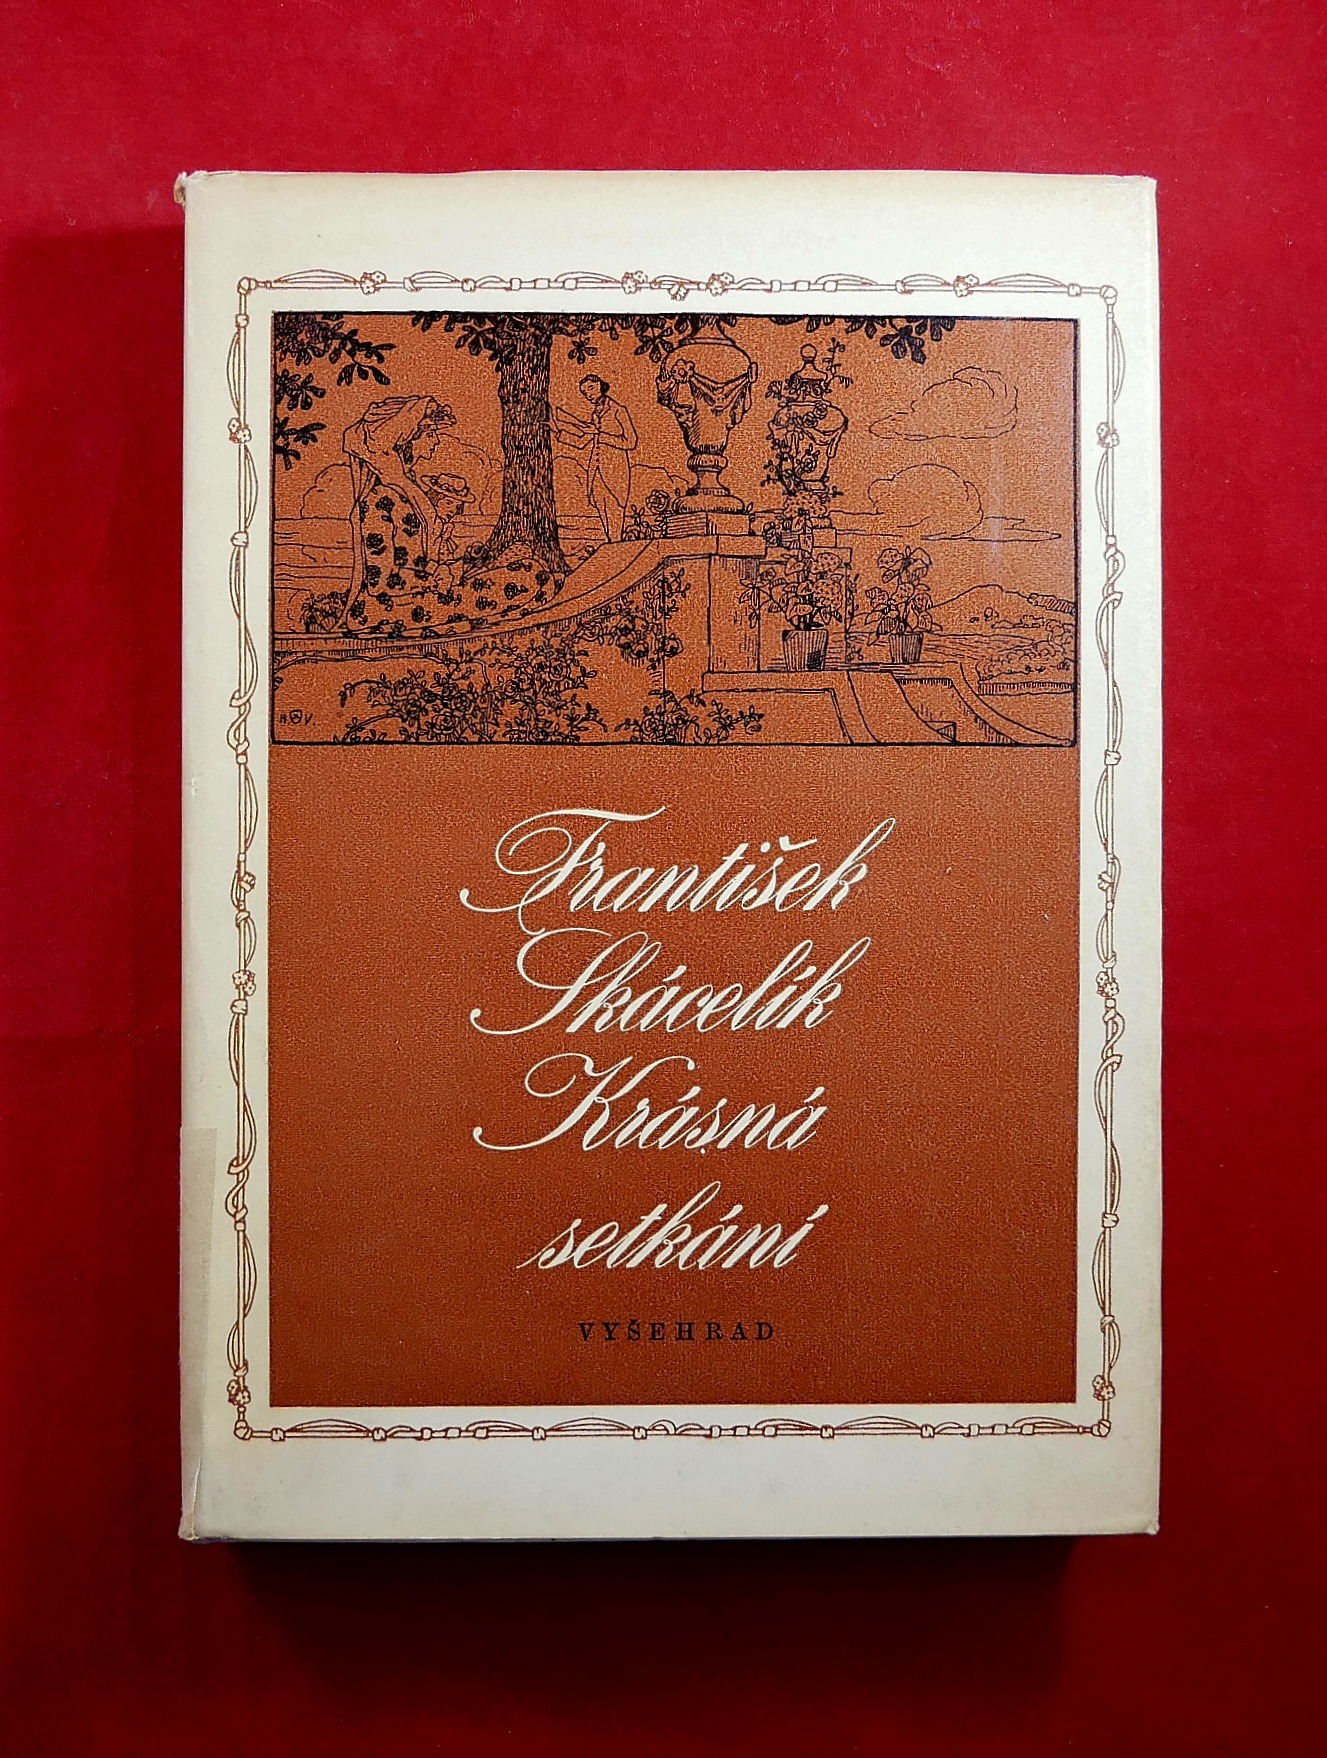 František
Skácelík
Krásná
setkání
VYŠEHRAD